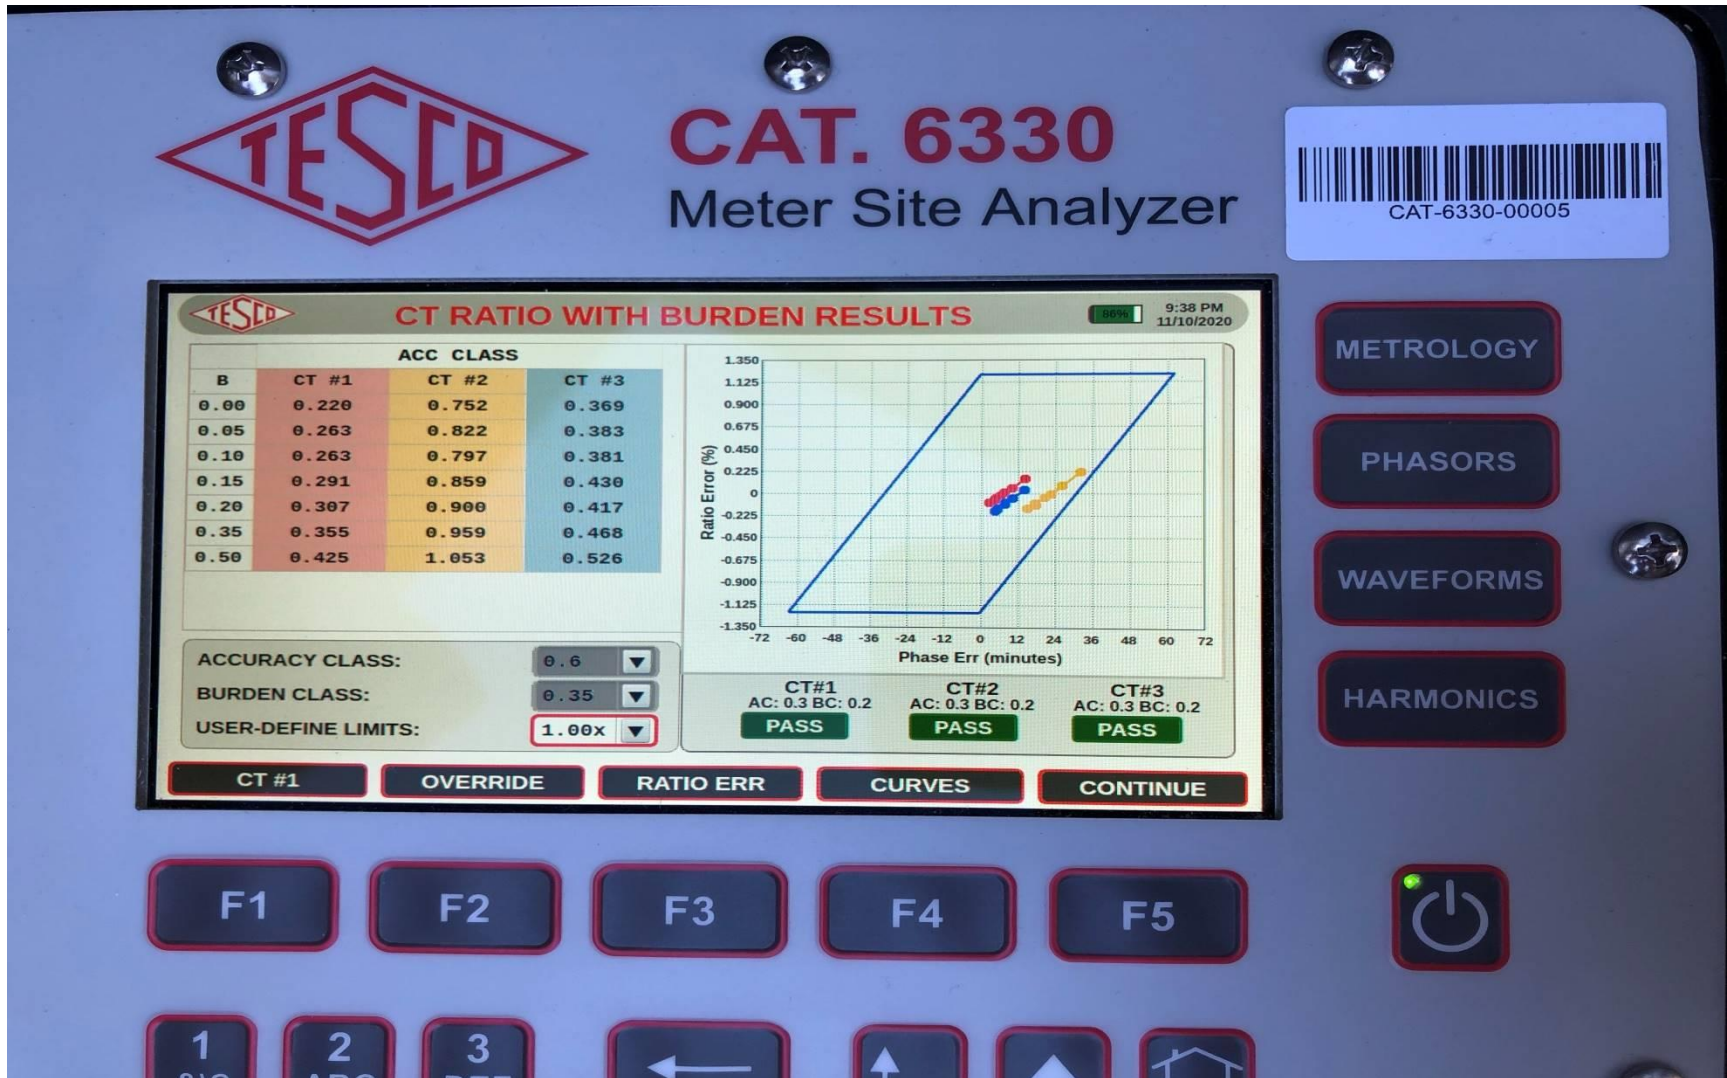 TESCO
CAT. 6330
Meter Site Analyzer
CAT-6330-00005
TESCO
CT RATIO WITH BURDEN RESULTS
86%
9:38 PM
11/10/2020
ACC CLASS
B CT #1 CT #2 CT #3
0.00 0.220 0.752 0.369
0.05 0.263 0.822 0.383
0.10 0.263 0.797 0.381
0.15 0.291 0.859 0.430
0.20 0.307 0.900 0.417
0.35 0.355 0.959 0.468
0.50 0.425 1.053 0.526
Ratio Error (%)
1.350
1.125
0.900
0.675
0.450
0.225
0
-0.225
-0.450
-0.675
-0.900
-1.125
-1.350
-72 -60 -48 -36 -24 -12 0 12 24 36 48 60 72
Phase Err (minutes)
ACCURACY CLASS: 0.6
BURDEN CLASS: 0.35
USER-DEFINE LIMITS: 1.00x
CT#1 CT#2 CT#3
AC: 0.3 BC: 0.2 AC: 0.3 BC: 0.2 AC: 0.3 BC: 0.2
PASS PASS PASS
CT #1 OVERRIDE RATIO ERR CURVES CONTINUE
METROLOGY
PHASORS
WAVEFORMS
HARMONICS
F1 F2 F3 F4 F5
1 2 3